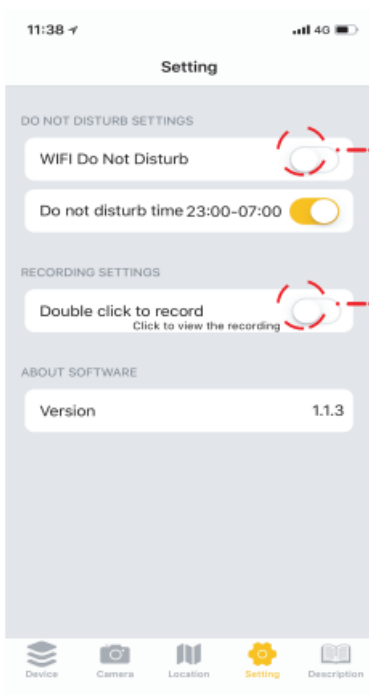 11:38 4G
Setting
DO NOT DISTURB SETTINGS
WIFI Do Not Disturb
Do not disturb time 23:00-07:00
RECORDING SETTINGS
Double click to record
Click to view the recording
ABOUT SOFTWARE
Version 1.1.3
Device Camera Location Setting Description